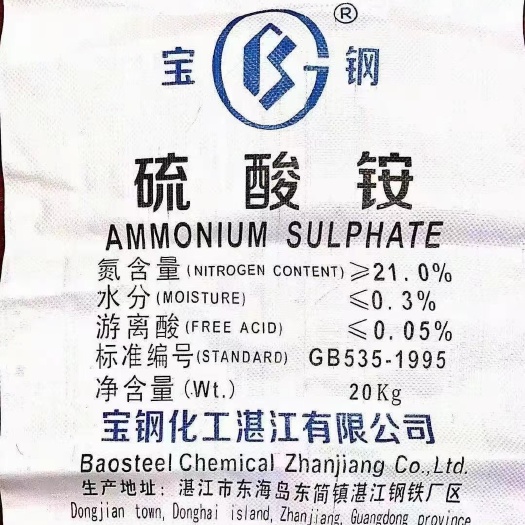 宝 ® 钢
硫酸铵
AMMONIUM SULPHATE
氮含量(NITROGEN CONTENT)≥21.0%
水分(MOISTURE) ≤0.3%
游离酸(FREE ACID) ≤0.05%
标准编号(STANDARD) GB535-1995
净含量(.Wt.) 20Kg
宝钢化工湛江有限公司
Baosteel Chemical Zhanjiang Co.,Ltd.
生产地址：湛江市东海岛东简镇湛江钢铁厂区
Dongjian town, Donghai island, Zhanjiang, Guangdong province